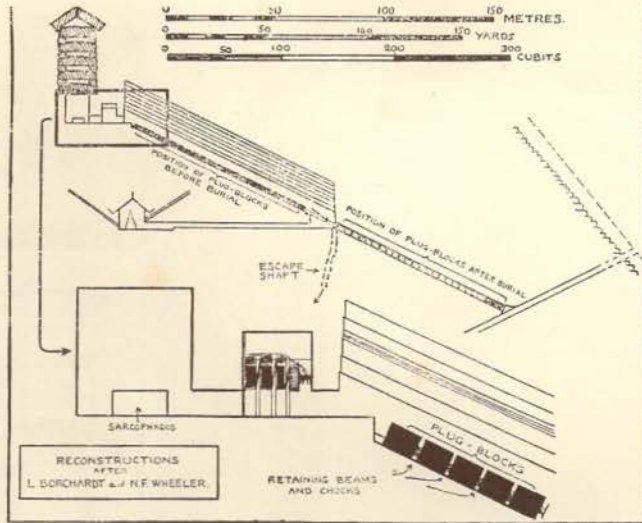 0 50 100 150
METRES.
0 50 100 150
YARDS
0 50 100 200 300
CUBITS
POSITION OF PLUG-BLOCKS
BEFORE BURIAL
POSITION OF PLUG-BLOCKS AFTER BURIAL
ESCAPE
SHAFT
SARCOPHAGUS
PLUG-BLOCKS
RETAINING BEAMS
AND CHOCKS
RECONSTRUCTIONS
AFTER
L. BORCHARDT and N.F. WHEELER.